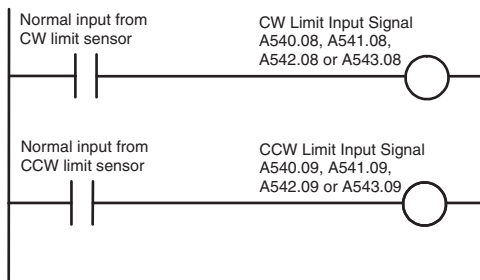 Normal input from
CW limit sensor
CW Limit Input Signal
A540.08, A541.08,
A542.08 or A543.08
Normal input from
CCW limit sensor
CCW Limit Input Signal
A540.09, A541.09,
A542.09 or A543.09